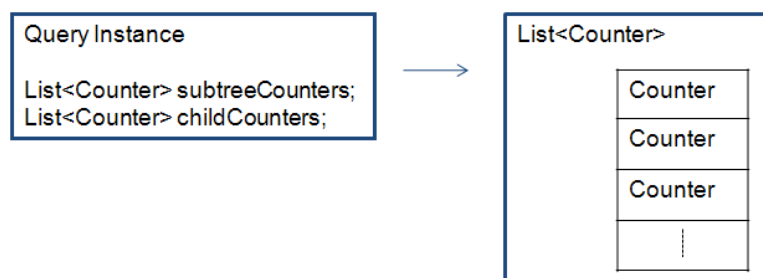 Query Instance
List<Counter> subtreeCounters;
List<Counter> childCounters;
List<Counter>
Counter
Counter
Counter